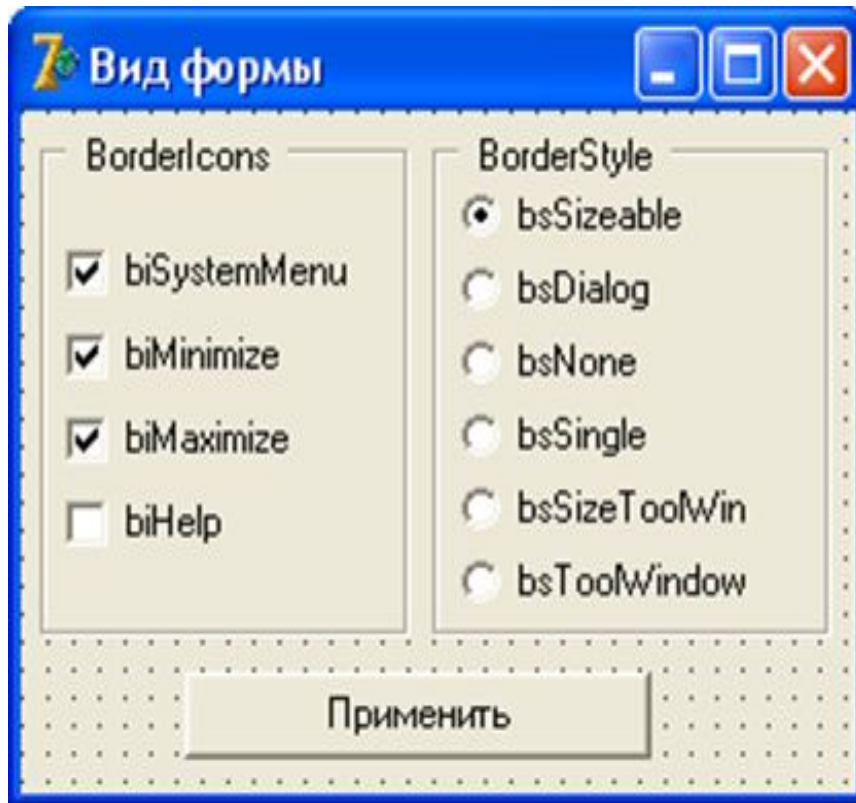 Вид формы
BorderIcons
biSystemMenu
biMinimize
biMaximize
biHelp
BorderStyle
bsSizeable
bsDialog
bsNone
bsSingle
bsSizeToolWin
bsToolWindow
Применить